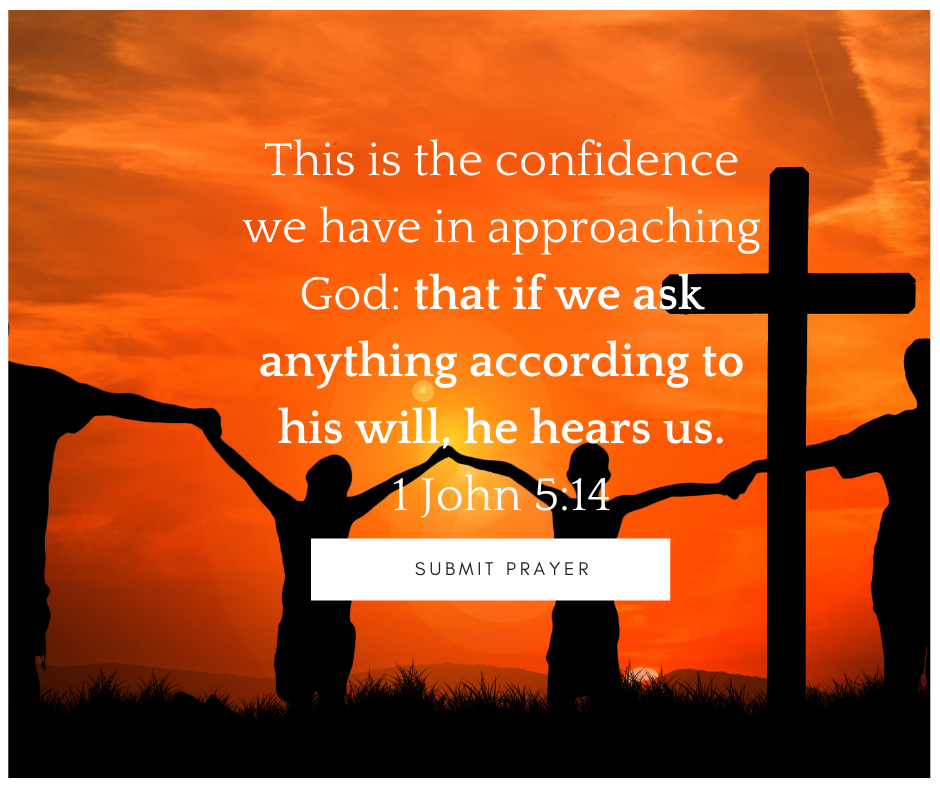 This is the confidence
we have in approaching
God: that if we ask
anything according to
his will, he hears us.
1 John 5:14
SUBMIT PRAYER